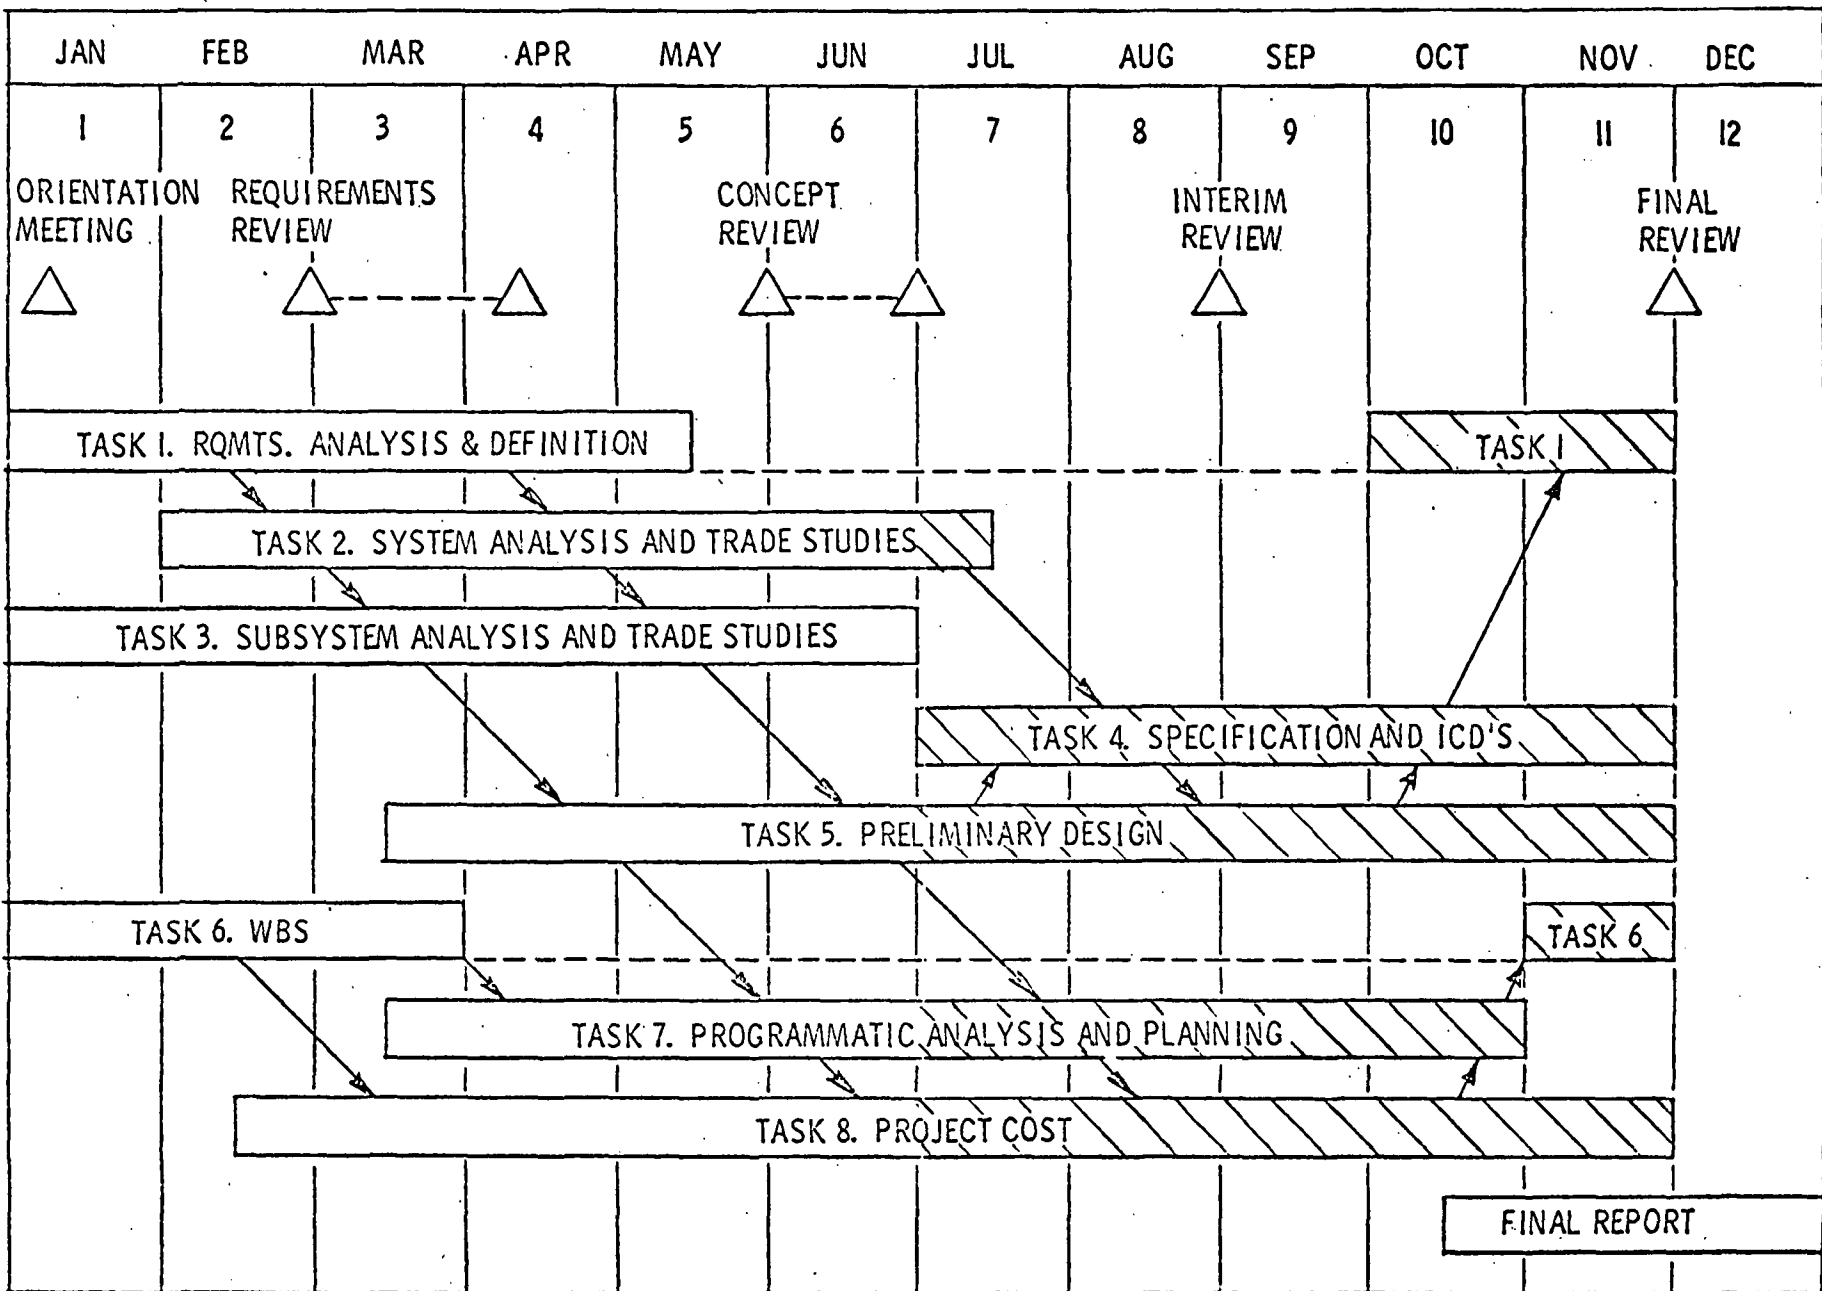 JAN FEB MAR APR MAY JUN JUL AUG SEP OCT NOV DEC
1 2 3 4 5 6 7 8 9 10 11 12
ORIENTATION
MEETING
REQUIREMENTS
REVIEW
CONCEPT
REVIEW
INTERIM
REVIEW
FINAL
REVIEW
TASK 1. RQMTS. ANALYSIS & DEFINITION
TASK 1
TASK 2. SYSTEM ANALYSIS AND TRADE STUDIES
TASK 3. SUBSYSTEM ANALYSIS AND TRADE STUDIES
TASK 4. SPECIFICATION AND ICD'S
TASK 5. PRELIMINARY DESIGN
TASK 6. WBS
TASK 6
TASK 7. PROGRAMMATIC ANALYSIS AND PLANNING
TASK 8. PROJECT COST
FINAL REPORT